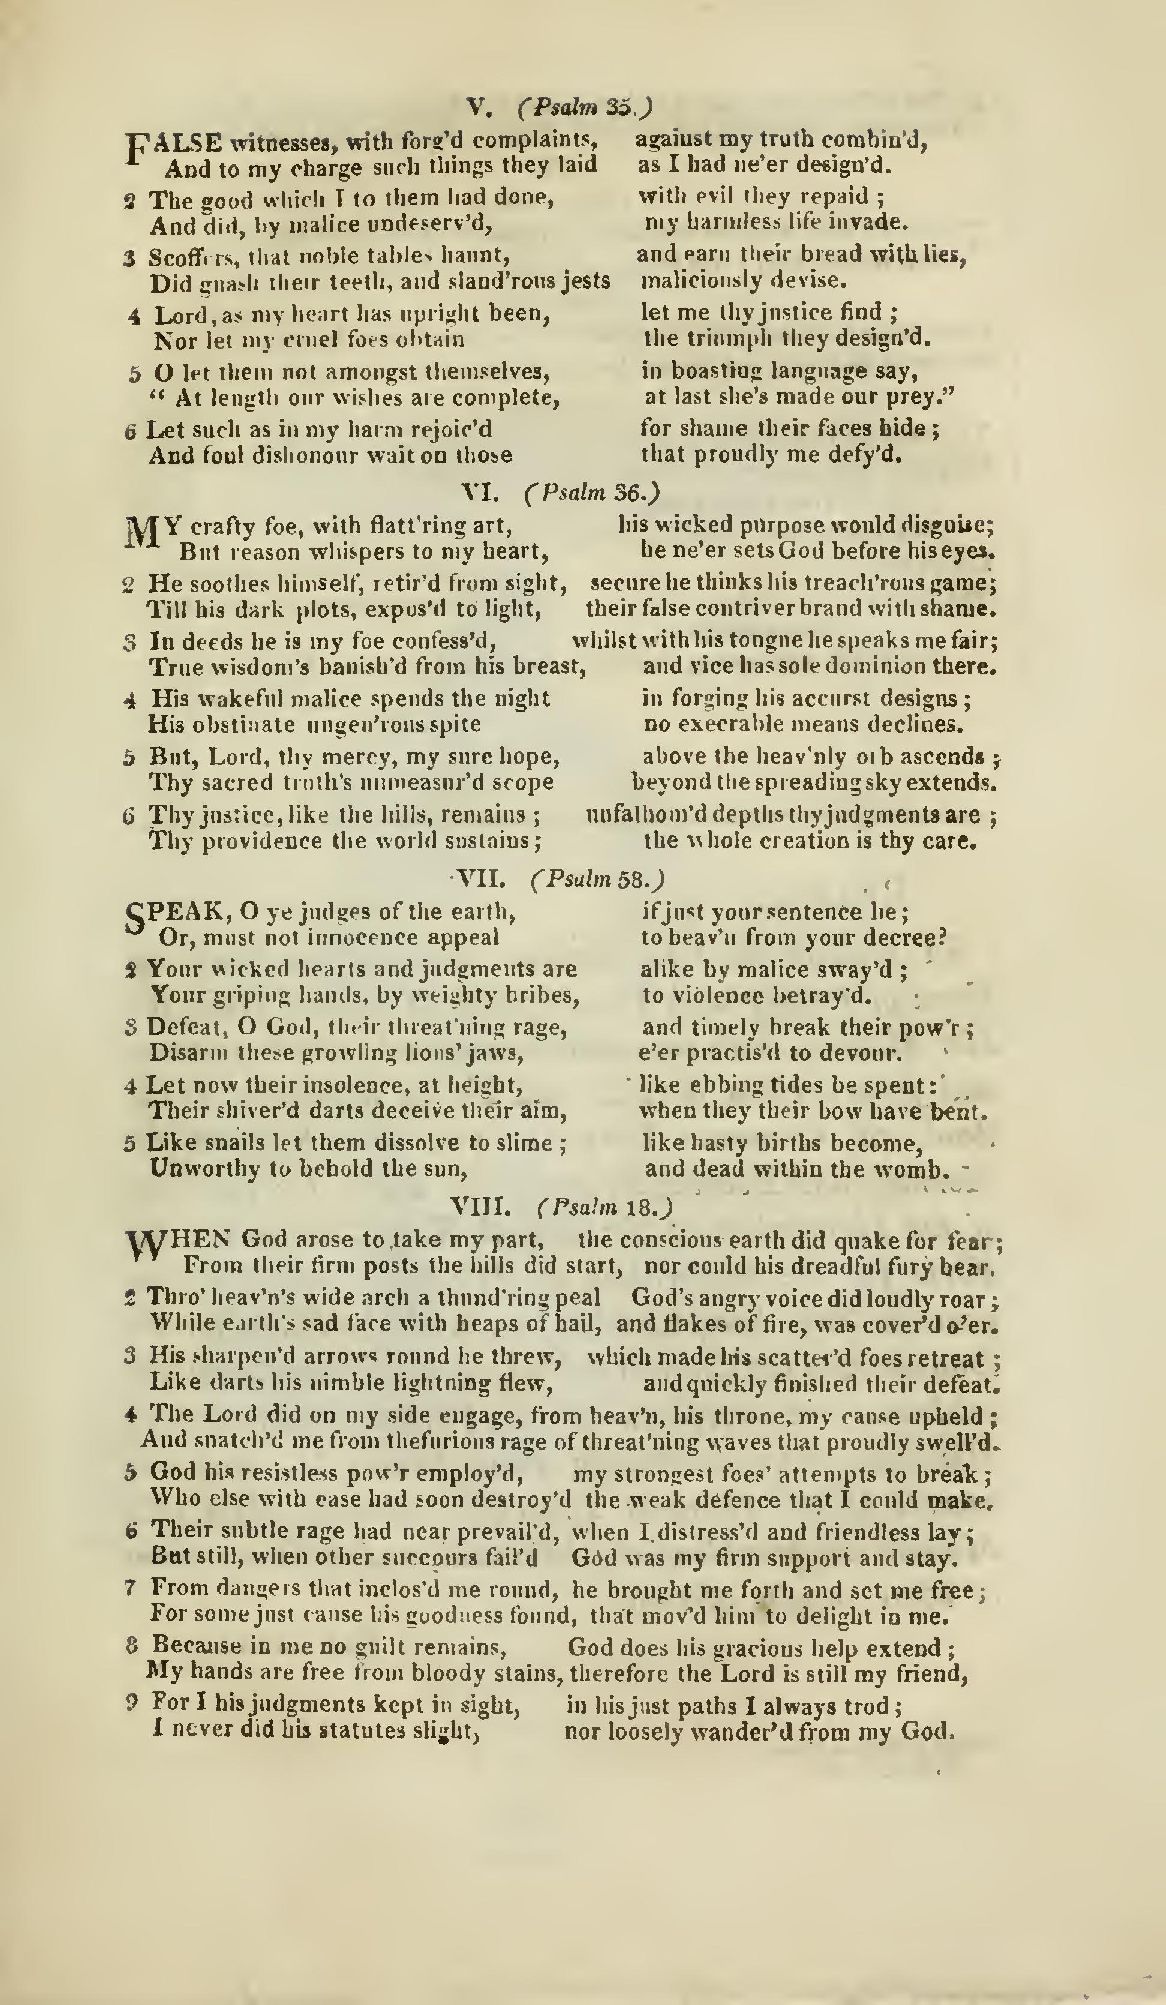 V. (Psalm 35.)
FALSE witnesses, with forg'd complaints, against my truth combin'd,
And to my charge such things they laid as I had ne'er design'd.
2 The good which I to them had done, with evil they repaid ;
And did, by malice undeserv'd, my harmless life invade.
3 Scoffers, that noble tables haunt, and earn their bread with lies,
Did gnash their teeth, and sland'rous jests maliciously devise.
4 Lord, as my heart has upright been, let me thy justice find ;
Nor let my cruel foes obtain the triumph they design'd.
5 O let them not amongst themselves, in boasting language say,
“ At length our wishes are complete, at last she's made our prey.”
6 Let such as in my harm rejoic'd for shame their faces hide ;
And foul dishonour wait on those that proudly me defy'd.
VI. (Psalm 36.)
MY crafty foe, with flatt'ring art, his wicked purpose would disguise;
But reason whispers to my heart, he ne'er sets God before his eyes.
2 He soothes himself, retir'd from sight, secure he thinks his treach'rous game;
Till his dark plots, expos'd to light, their false contriver brand with shame.
3 In deeds he is my foe confess'd, whilst with his tongue he speaks me fair;
True wisdom's banish'd from his breast, and vice has sole dominion there.
4 His wakeful malice spends the night in forging his accurst designs ;
His obstinate ungen'rous spite no execrable means declines.
5 But, Lord, thy mercy, my sure hope, above the heav'nly orb ascends ;
Thy sacred truth's unmeasur'd scope beyond the spreading sky extends.
6 Thy justice, like the hills, remains ; unfathom'd depths thy judgments are ;
Thy providence the world sustains; the whole creation is thy care.
VII. (Psalm 58.)
SPEAK, O ye judges of the earth, if just your sentence be;
Or, must not innocence appeal to heav'n from your decree?
2 Your wicked hearts and judgments are alike by malice sway'd ;
Your griping hands, by weighty bribes, to violence betray'd.
3 Defeat, O God, their threat'ning rage, and timely break their pow'r ;
Disarm these growling lions' jaws, e'er practis'd to devour.
4 Let now their insolence, at height, like ebbing tides be spent:
Their shiver'd darts deceive their aim, when they their bow have bent.
5 Like snails let them dissolve to slime ; like hasty births become,
Unworthy to behold the sun, and dead within the womb.
VIII. (Psalm 18.)
WHEN God arose to take my part, the conscious earth did quake for fear;
From their firm posts the hills did start, nor could his dreadful fury bear.
2 Thro' heav'n's wide arch a thund'ring peal God's angry voice did loudly roar ;
While earth's sad face with heaps of hail, and flakes of fire, was cover'd o'er.
3 His sharpen'd arrows round he threw, which made his scatter'd foes retreat ;
Like darts his nimble lightning flew, and quickly finished their defeat.
4 The Lord did on my side engage, from heav'n, his throne, my cause upheld ;
And snatch'd me from the furious rage of threat'ning waves that proudly swell'd.
5 God his resistless pow'r employ'd, my strongest foes' attempts to break ;
Who else with ease had soon destroy'd the weak defence that I could make.
6 Their subtle rage had near prevail'd, when I distress'd and friendless lay;
But still, when other succours fail'd God was my firm support and stay.
7 From dangers that inclos'd me round, he brought me forth and set me free ;
For some just cause his goodness found, that mov'd him to delight in me.
8 Because in me no guilt remains, God does his gracious help extend ;
My hands are free from bloody stains, therefore the Lord is still my friend,
9 For I his judgments kept in sight, in his just paths I always trod ;
I never did his statutes slight, nor loosely wander'd from my God.